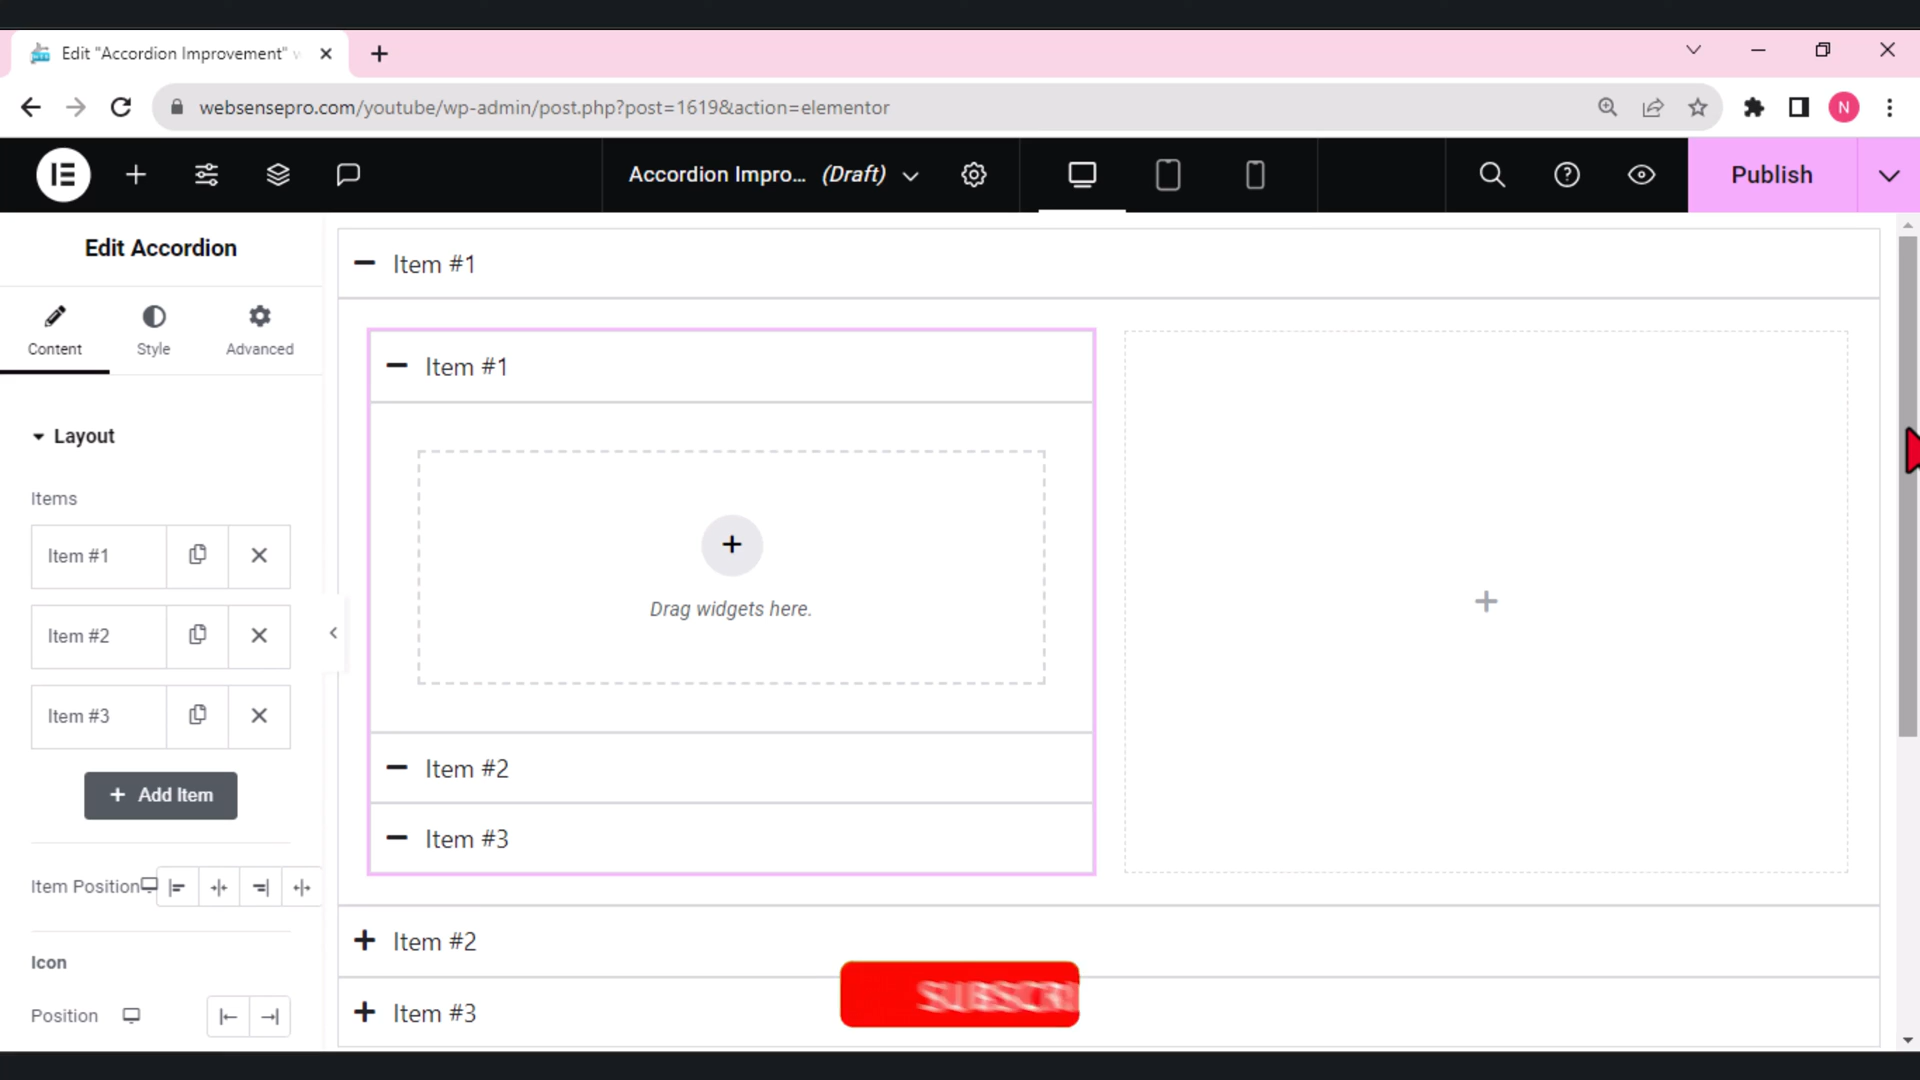 Edit "Accordion Improvement"
websensepro.com/youtube/wp-admin/post.php?post=1619&action=elementor
N
Accordion Impro... (Draft)
Publish
Edit Accordion
Content
Style
Advanced
Layout
Items
Item #1
Item #2
Item #3
+ Add Item
Item Position
Icon
Position
Item #1
Item #1
Drag widgets here.
Item #2
Item #3
Item #2
Item #3